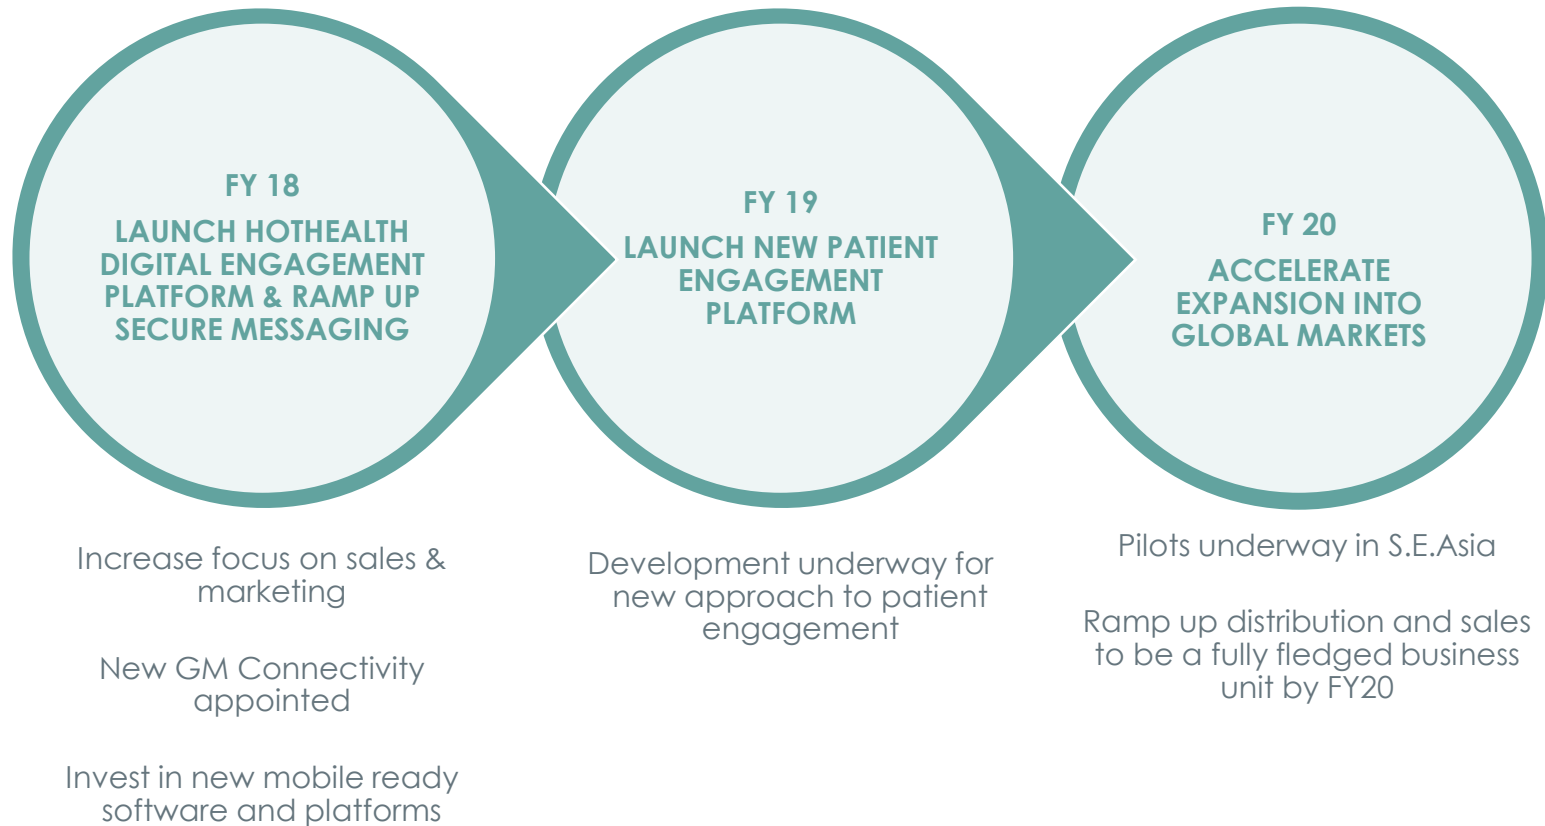 FY 18
LAUNCH HOTHEALTH
DIGITAL ENGAGEMENT
PLATFORM & RAMP UP
SECURE MESSAGING
FY 19
LAUNCH NEW PATIENT
ENGAGEMENT
PLATFORM
FY 20
ACCELERATE
EXPANSION INTO
GLOBAL MARKETS
Increase focus on sales &
marketing
New GM Connectivity
appointed
Invest in new mobile ready
software and platforms
Development underway for
new approach to patient
engagement
Pilots underway in S.E.Asia
Ramp up distribution and sales
to be a fully fledged business
unit by FY20